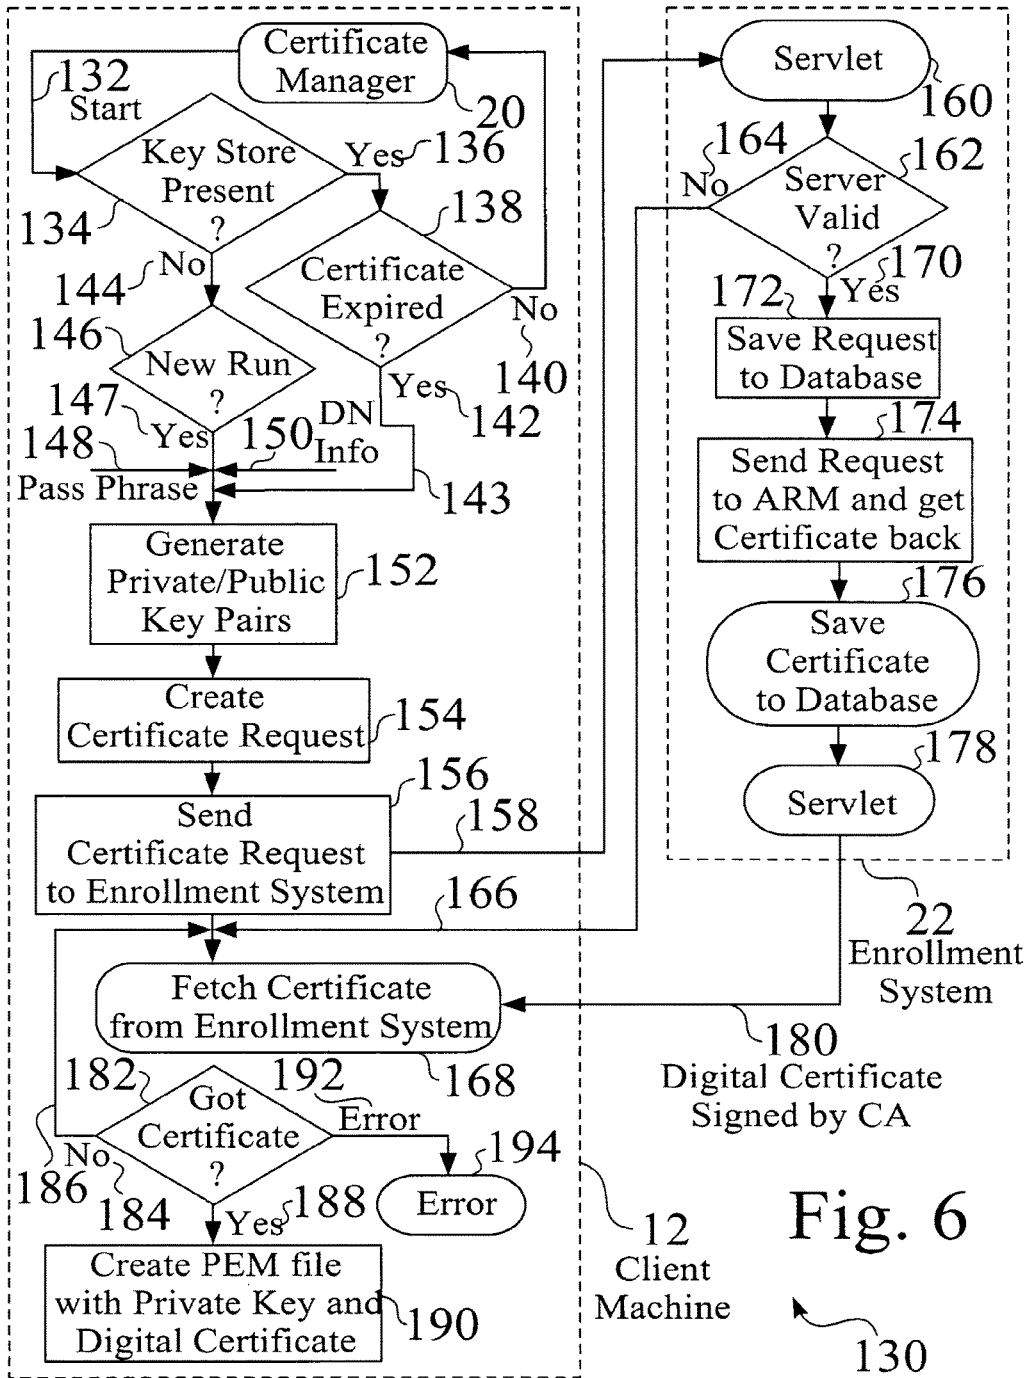 Certificate
Manager
20
132
Start
Key Store
Present
?
134
Yes
136
138
Certificate
Expired
?
No
140
No
144
146
New Run
?
147
Yes
Yes
142
148
Pass Phrase
150
DN
Info
143
Generate
Private/Public
Key Pairs
152
Create
Certificate Request
154
Send
Certificate Request
to Enrollment System
156
158
166
Fetch Certificate
from Enrollment System
168
182
Got
Certificate
?
192
Error
194
Error
No
186
184
Yes
188
Create PEM file
with Private Key and
Digital Certificate
190
Servlet
160
164
No
Server
Valid
?
162
170
Yes
172
Save Request
to Database
174
Send Request
to ARM and get
Certificate back
176
Save
Certificate
to Database
178
Servlet
22
Enrollment
System
180
Digital Certificate
Signed by CA
12
Client
Machine
Fig. 6
130